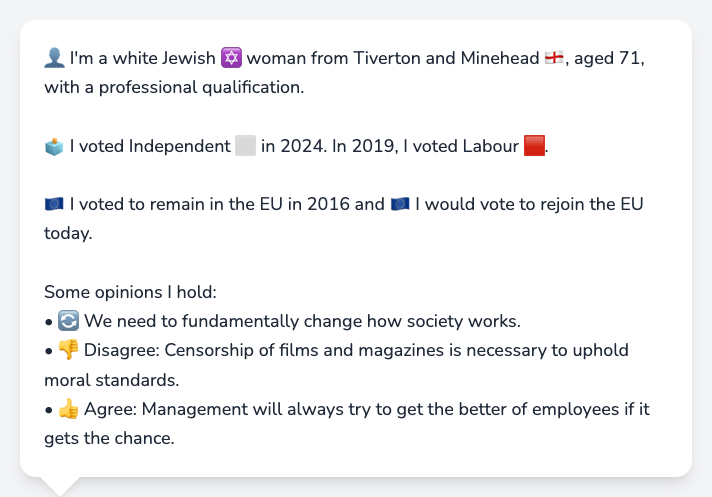 👤 I'm a white Jewish ✡️ woman from Tiverton and Minehead 🏴󠁧󠁢󠁥󠁮󠁧󠁿, aged 71,
with a professional qualification.
🗳️ I voted Independent ⬜ in 2024. In 2019, I voted Labour 🟥.
🇪🇺 I voted to remain in the EU in 2016 and 🇪🇺 I would vote to rejoin the EU
today.
Some opinions I hold:
• 🔄 We need to fundamentally change how society works.
• 👎 Disagree: Censorship of films and magazines is necessary to uphold
moral standards.
• 👍 Agree: Management will always try to get the better of employees if it
gets the chance.